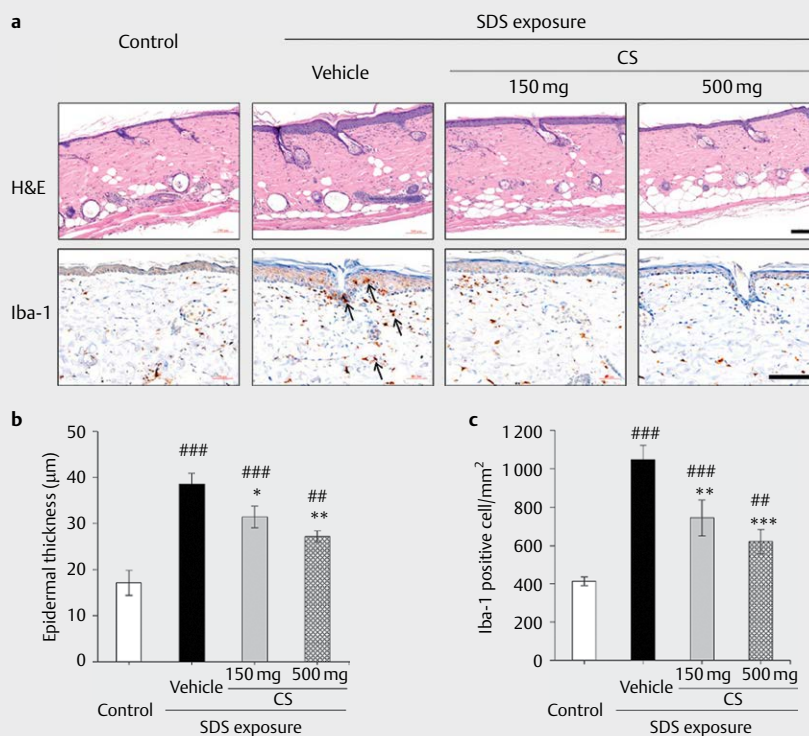 a
Control
SDS exposure
Vehicle
CS
150 mg
500 mg
H&E
Iba-1
b
Epidermal thickness (µm)
50
40
30
20
10
0
###
###
*
##
**
Control
Vehicle
150 mg
500 mg
CS
SDS exposure
c
Iba-1 positive cell/mm²
1 200
1 000
800
600
400
200
0
###
###
**
##
***
Control
Vehicle
150 mg
500 mg
CS
SDS exposure